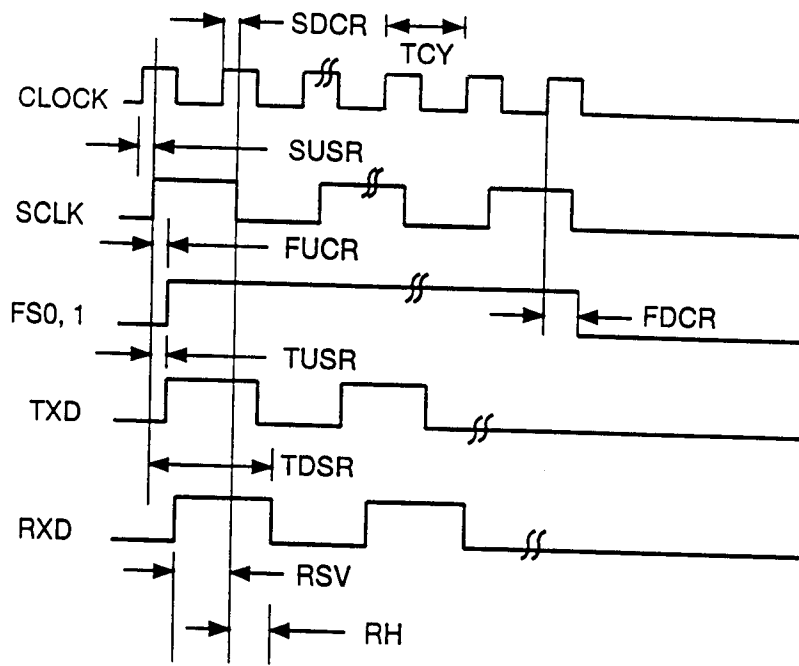 SDCR
TCY
CLOCK
SUSR
SCLK
FUCR
FS0, 1
FDCR
TUSR
TXD
TDSR
RXD
RSV
RH